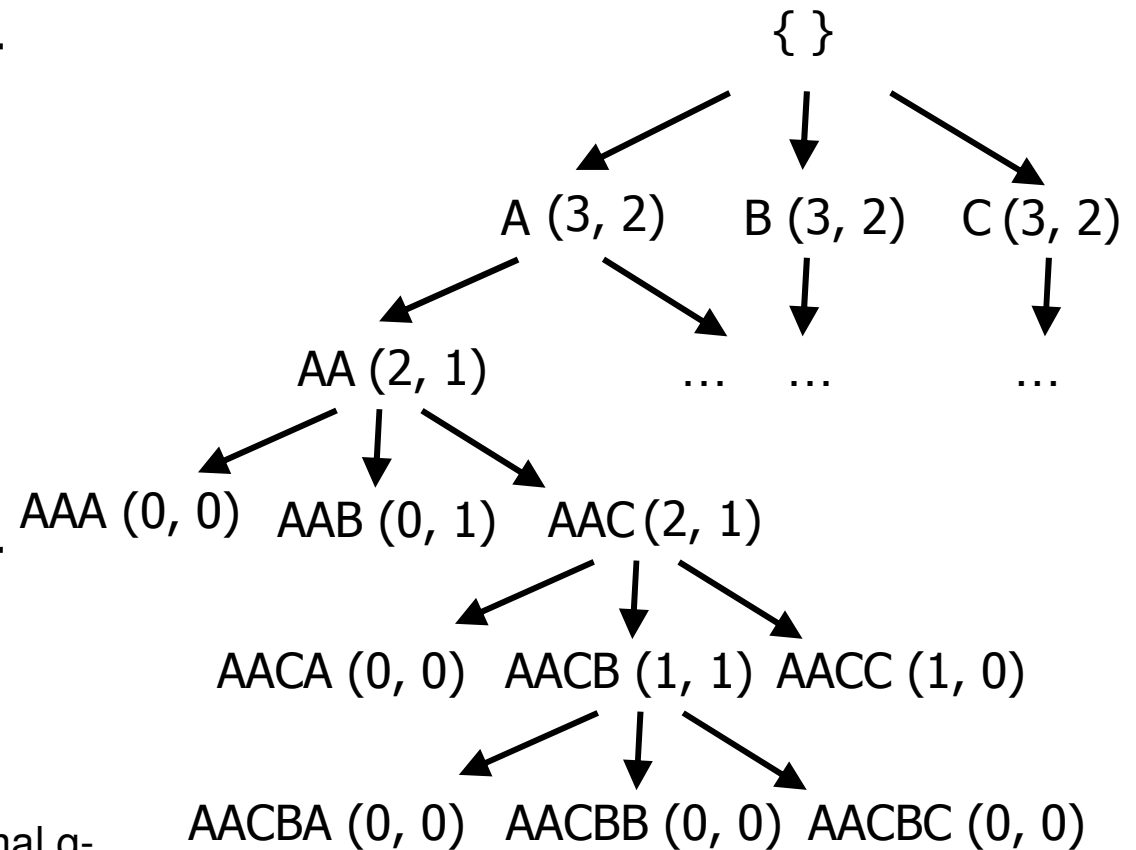 { }
A (3, 2) B (3, 2) C (3, 2)
AA (2, 1) ... ... ...
AAA (0, 0) AAB (0, 1) AAC (2, 1)
AACA (0, 0) AACB (1, 1) AACC (1, 0)
AACBA (0, 0) AACBB (0, 0) AACBC (0, 0)